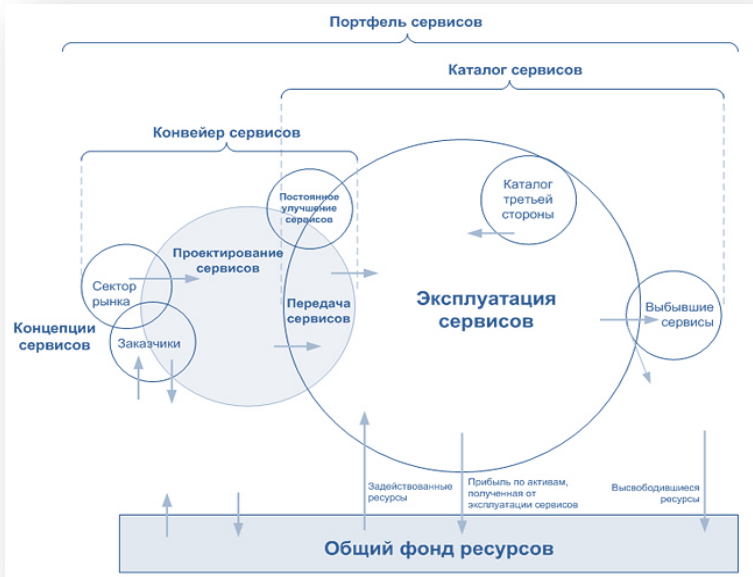 Портфель сервисов
Каталог сервисов
Конвейер сервисов
Постоянное
улучшение
сервисов
Каталог
третьей
стороны
Проектирование
сервисов
Сектор
рынка
Передача
сервисов
Эксплуатация
сервисов
Выбывшие
сервисы
Концепции
сервисов
Заказчики
Задействованные
ресурсы
Прибыль по активам,
полученная от
эксплуатации сервисов
Высвободившиеся
ресурсы
Общий фонд ресурсов